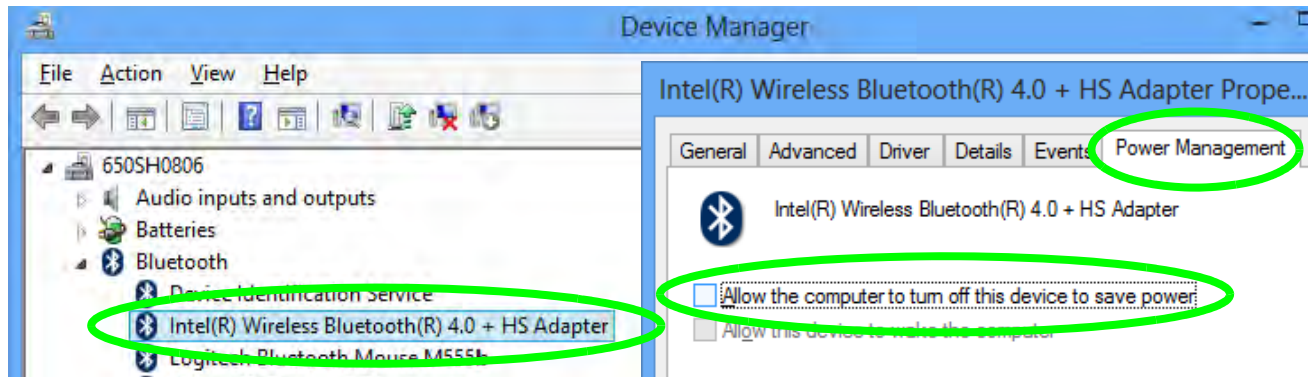 Device Manager
File Action View Help
650SH0806
Audio inputs and outputs
Batteries
Bluetooth
Device Identification Service
Intel(R) Wireless Bluetooth(R) 4.0 + HS Adapter
Logitech Bluetooth Mouse M555b
Intel(R) Wireless Bluetooth(R) 4.0 + HS Adapter Prope...
General Advanced Driver Details Events Power Management
Intel(R) Wireless Bluetooth(R) 4.0 + HS Adapter
Allow the computer to turn off this device to save power
Allow this device to wake the computer